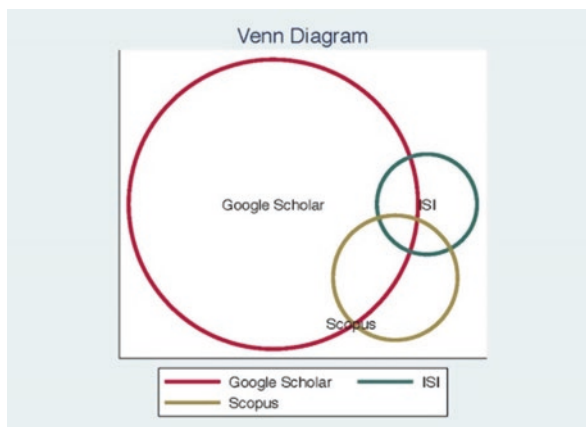 Venn Diagram
Google Scholar
ISI
Scopus
Google Scholar ISI
Scopus